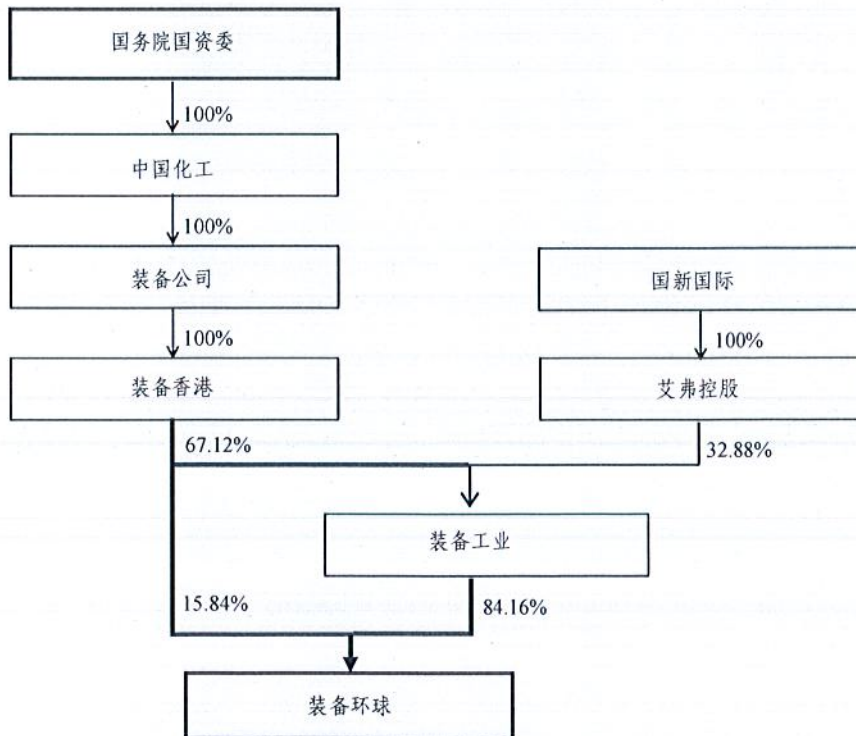 国务院国资委
100%
中国化工
100%
装备公司
国新国际
100%
100%
装备香港
艾弗控股
67.12%
32.88%
装备工业
15.84%
84.16%
装备环球